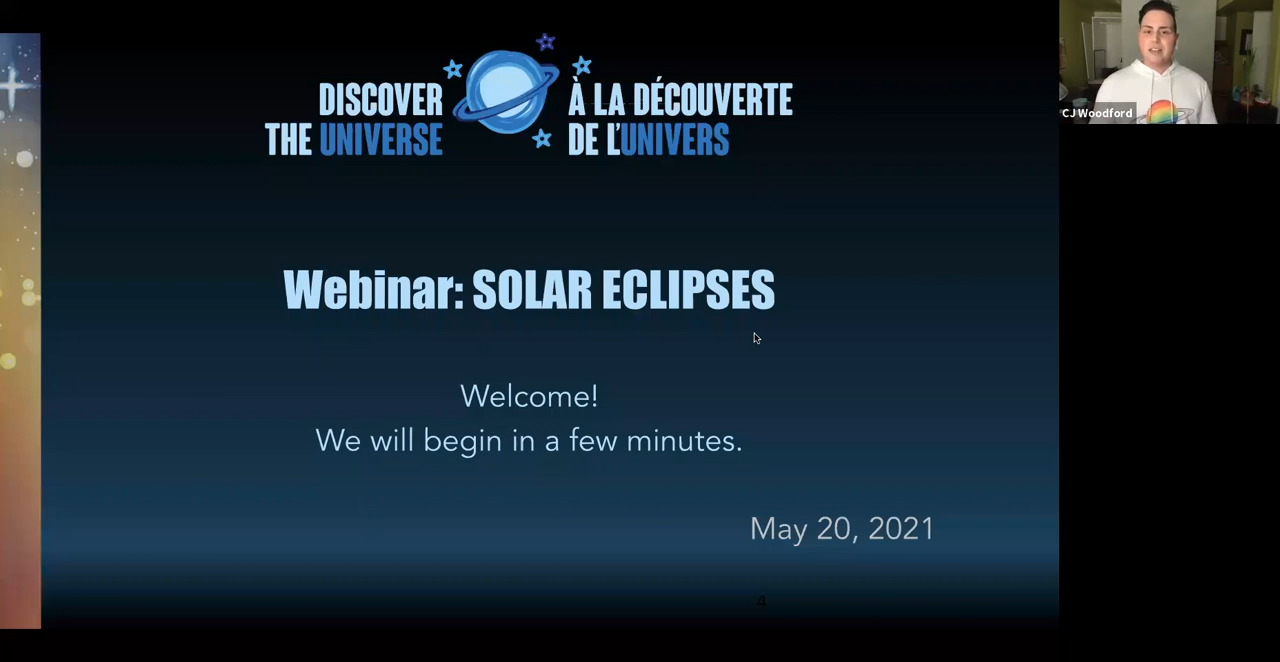 DISCOVER
THE UNIVERSE
À LA DÉCOUVERTE
DE L'UNIVERS
Webinar: SOLAR ECLIPSES
Welcome!
We will begin in a few minutes.
May 20, 2021
4
CJ Woodford